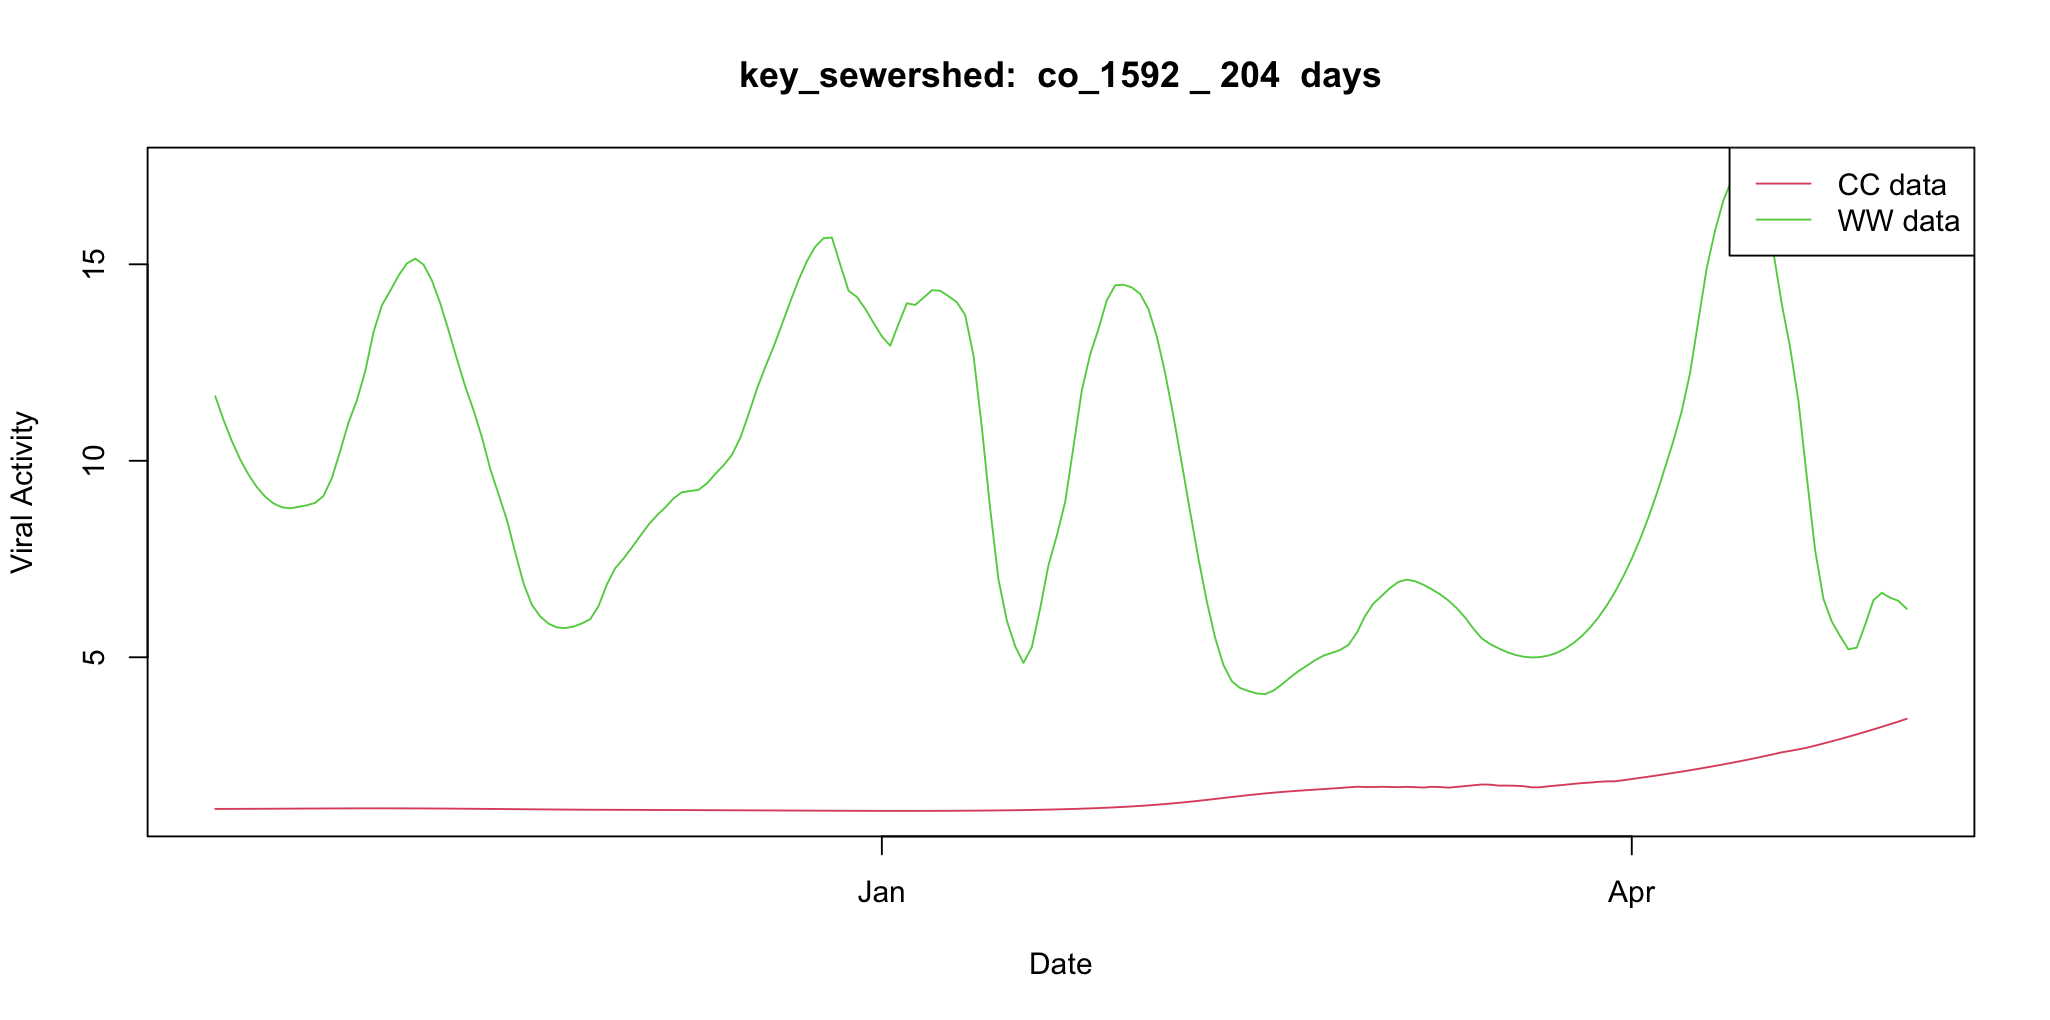 key_sewershed: co_1592 _ 204 days
CC data
WW data
15
10
5
Viral Activity
Jan
Apr
Date